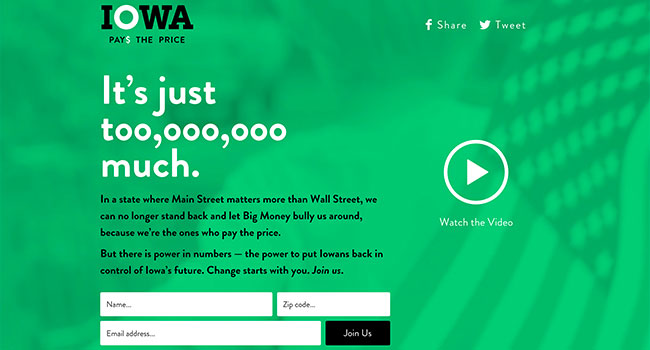 IOWA
PAY$ THE PRICE
Share
Tweet
It's just
too,ooo,ooo
much.
In a state where Main Street matters more than Wall Street, we
can no longer stand back and let Big Money bully us around,
because we're the ones who pay the price.
But there is power in numbers — the power to put Iowans back in
control of Iowa's future. Change starts with you. Join us.
Watch the Video
Name...
Zip code...
Email address...
Join Us